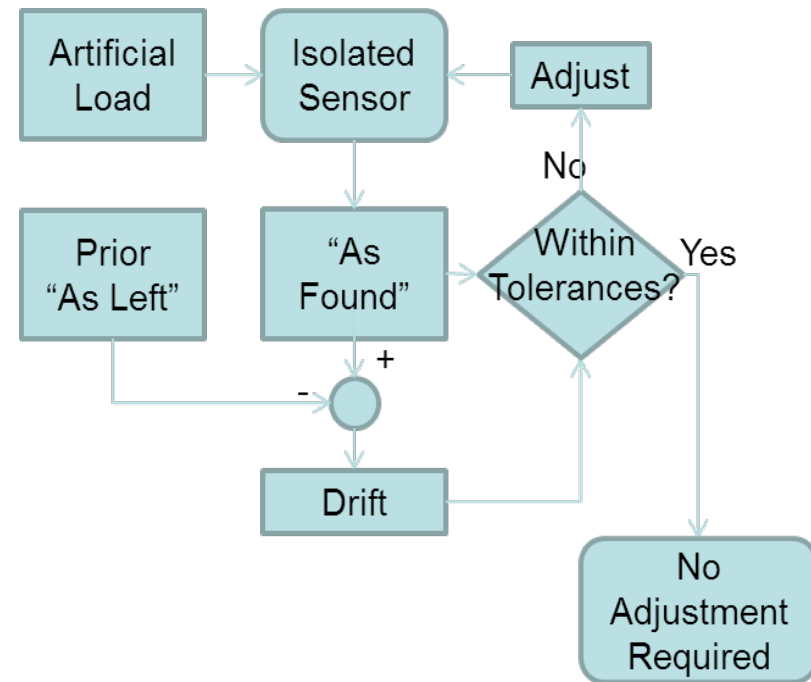 Artificial
Load
Isolated
Sensor
Adjust
No
Prior
“As Left”
“As
Found”
Within
Tolerances?
Yes
+
-
Drift
No
Adjustment
Required